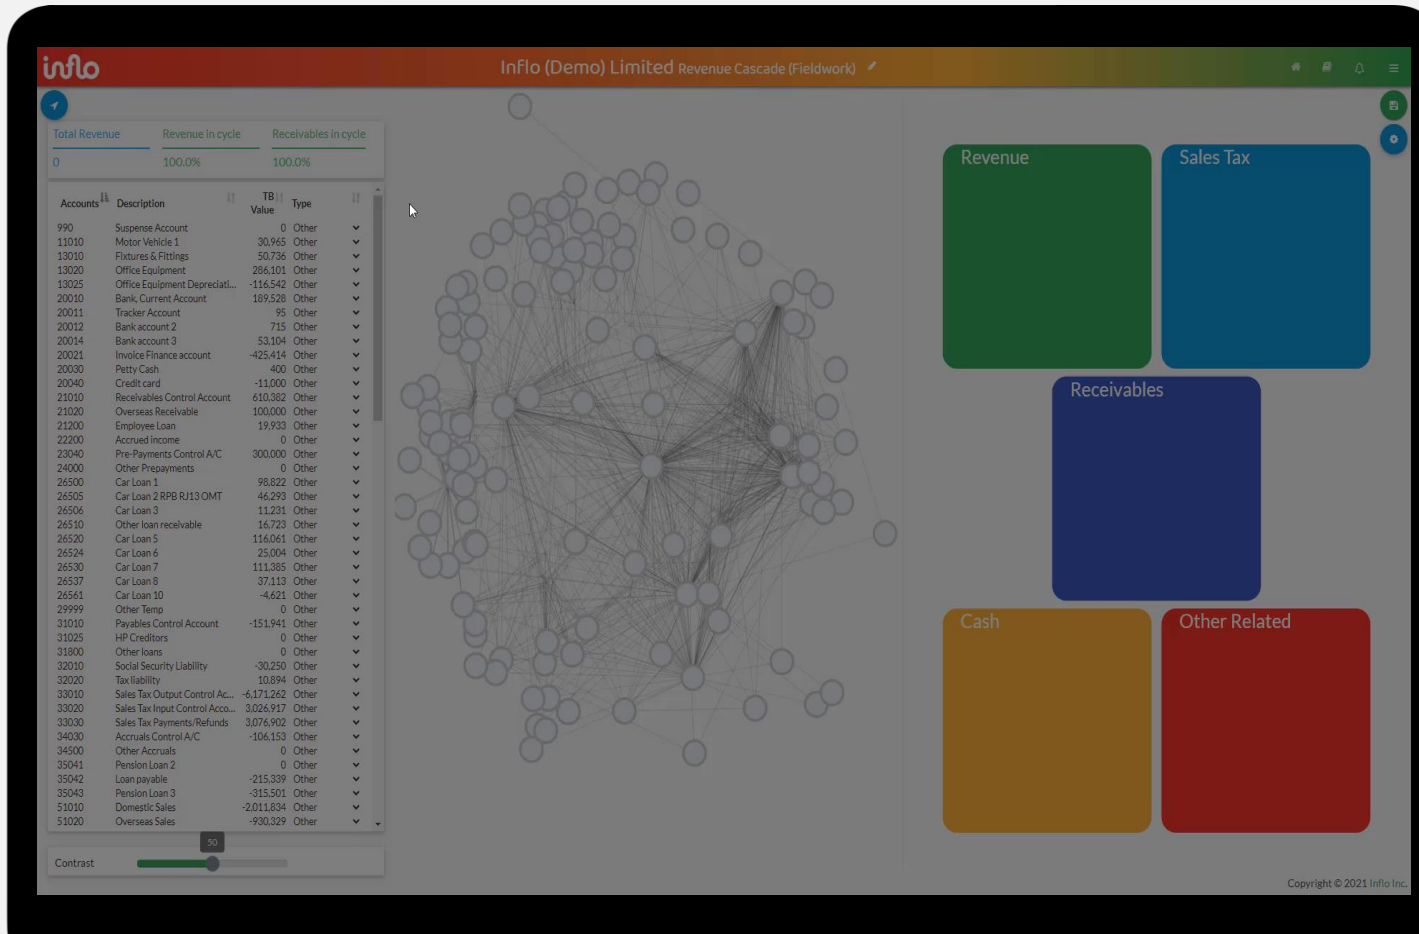 inflo
Inflo (Demo) Limited Revenue Cascade (Fieldwork)
Total Revenue Revenue in cycle Receivables in cycle
0 100.0% 100.0%
Accounts Description TB Value Type
990 Suspense Account 0 Other
11010 Motor Vehicle 1 30,965 Other
13010 Fixtures & Fittings 50,736 Other
13020 Office Equipment 286,101 Other
13025 Office Equipment Depreciati... -116,542 Other
20010 Bank, Current Account 189,528 Other
20011 Tracker Account 95 Other
20012 Bank account 2 715 Other
20014 Bank account 3 53,104 Other
20021 Invoice Finance account -425,414 Other
20030 Petty Cash 400 Other
20040 Credit card -11,000 Other
21010 Receivables Control Account 610,382 Other
21020 Overseas Receivable 100,000 Other
21200 Employee Loan 19,933 Other
22200 Accrued income 0 Other
23040 Pre-Payments Control A/C 300,000 Other
24000 Other Prepayments 0 Other
26500 Car Loan 1 98,822 Other
26505 Car Loan 2 RPB RJ13 OMT 46,293 Other
26506 Car Loan 3 11,231 Other
26510 Other loan receivable 16,723 Other
26520 Car Loan 5 116,061 Other
26524 Car Loan 6 25,004 Other
26530 Car Loan 7 111,385 Other
26537 Car Loan 8 37,113 Other
26561 Car Loan 10 -4,621 Other
29999 Other Temp 0 Other
31010 Payables Control Account -151,941 Other
31025 HP Creditors 0 Other
31800 Other loans 0 Other
32010 Social Security Liability -30,250 Other
32020 Tax liability 10,894 Other
33010 Sales Tax Output Control Ac... -6,171,262 Other
33020 Sales Tax Input Control Acco... 3,026,917 Other
33030 Sales Tax Payments/Refunds 3,076,902 Other
34030 Accruals Control A/C -106,153 Other
34500 Other Accruals 0 Other
35041 Pension Loan 2 0 Other
35042 Loan payable -215,339 Other
35043 Pension Loan 3 -315,501 Other
51010 Domestic Sales -2,011,834 Other
51020 Overseas Sales -930,329 Other
50
Contrast
Revenue
Sales Tax
Receivables
Cash
Other Related
Copyright © 2021 Inflo Inc.